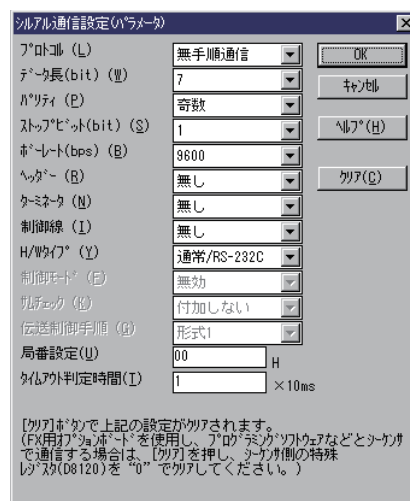 ｼﾘｱﾙ通信設定(ﾊﾟﾗﾒｰﾀ)
ﾌﾟﾛﾄｺﾙ (L) 無手順通信 OK
ﾃﾞｰﾀ長(bit) (W) 7 ｷｬﾝｾﾙ
ﾊﾟﾘﾃｨ (P) 奇数
ｽﾄｯﾌﾟﾋﾞｯﾄ(bit) (S) 1 ﾍﾙﾌﾟ(H)
ﾎﾞｰﾚｰﾄ(bps) (B) 9600
ﾍｯﾀﾞｰ (R) 無し ｸﾘｱ(C)
ﾀｰﾐﾈｰﾀ (N) 無し
制御線 (I) 無し
H/Wﾀｲﾌﾟ (Y) 通常/RS-232C
制御ﾓｰﾄﾞ (E) 無効
ｻﾑﾁｪｯｸ (K) 付加しない
伝送制御手順 (G) 形式1
局番設定(U) 00 H
ﾀｲﾑｱｳﾄ判定時間(T) 1 ×10ms
[ｸﾘｱ]ﾎﾞﾀﾝで上記の設定がｸﾘｱされます。
(FX用ｵﾌﾟｼｮﾝﾎﾞｰﾄﾞを使用し、ﾌﾟﾛｸﾞﾗﾐﾝｸﾞｿﾌﾄｳｪｱなどとｼｰｹﾝｻ
で通信する場合は、[ｸﾘｱ]を押し、ｼｰｹﾝｻ側の特殊
ﾚｼﾞｽﾀ(D8120)を“0”でｸﾘｱしてください。)